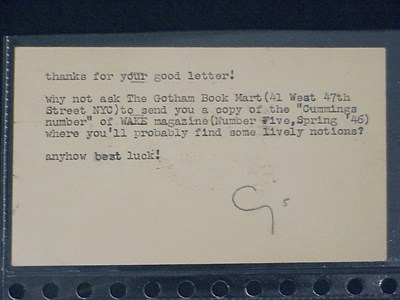 thanks for your good letter!
why not ask The Gotham Book Mart(41 West 47th
Street NYC)to send you a copy of the "Cummings
number" of WAKE magazine(Number Five,Spring '46)
where you'll probably find some lively notions?
anyhow best luck!